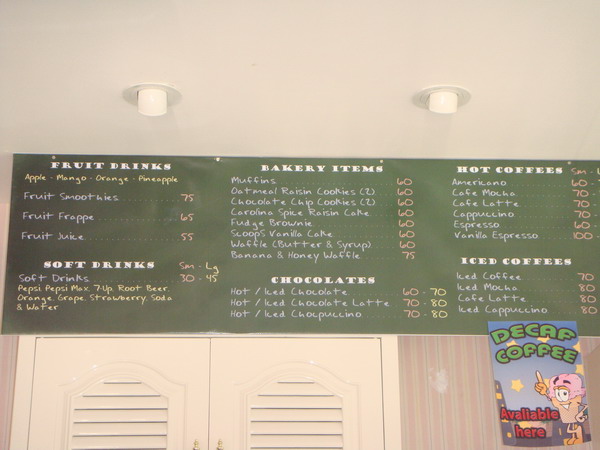 FRUIT DRINKS
Apple - Mango - Orange - Pineapple
Fruit Smoothies 75
Fruit Frappe 65
Fruit Juice 55
SOFT DRINKS Sm - Lg
Soft Drinks 30 - 45
Pepsi Pepsi Max 7-Up. Root Beer.
Orange. Grape. Strawberry. Soda
& Water
BAKERY ITEMS
Muffins 60
Oatmeal Raisin Cookies (2) 60
Chocolate Chip Cookies (2) 60
Carolina Spice Raisin Cake 60
Fudge Brownie 60
Scoops Vanilla Cake 60
Waffle (Butter & Syrup) 60
Banana & Honey Waffle 75
CHOCOLATES
Hot / Iced Chocolate 60 - 70
Hot / Iced Chocolate Latte 70 - 80
Hot / Iced Chocpuccino 70 - 80
HOT COFFEES Sm -
Americano 60 -
Cafe Mocha 70 -
Cafe Latte 70 -
Cappuccino 70 -
Espresso 60 -
Vanilla Espresso 100 -
ICED COFFEES
Iced Coffee 70
Iced Mocha 80
Cafe Latte 80
Iced Cappuccino 80
DECAF
COFFEE
Avaliable
here